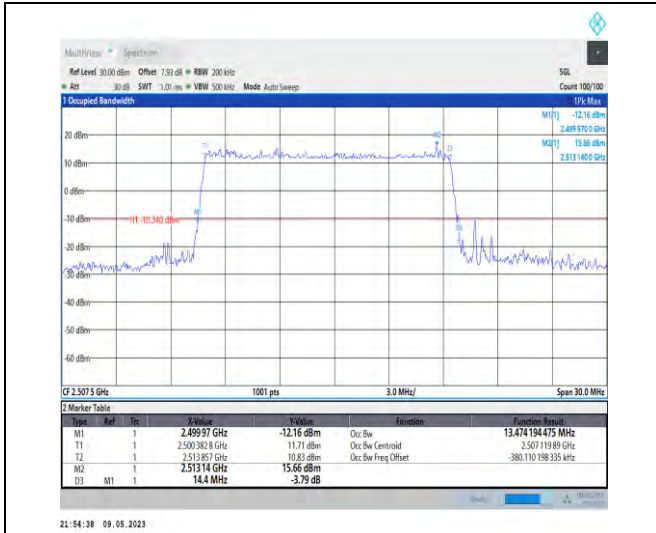 MultiView Spectrum
Ref Level 30.00 dBm Offset 7.93 dB RBW 200 kHz SGL
Att 30 dB SWT 1.01 ms VBW 500 kHz Mode Auto Sweep Count 100/100
1 Occupied Bandwidth 1Pk Max
M1[1] -12.16 dBm
2.499 970 0 GHz
M2[1] 15.66 dBm
2.513 140 0 GHz
20 dBm
M2
T1
T2
10 dBm
0 dBm
M1
-10 dBm H1 -10.340 dBm
D3
-20 dBm
-30 dBm
-40 dBm
-50 dBm
-60 dBm
CF 2.507 5 GHz 1001 pts 3.0 MHz/ Span 30.0 MHz
2 Marker Table
Type Ref Trc X-Value Y-Value Function Function Result
M1 1 2.499 97 GHz -12.16 dBm Occ Bw 13.474 194 475 MHz
T1 1 2.500 382 8 GHz 11.71 dBm Occ Bw Centroid 2.507 119 89 GHz
T2 1 2.513 857 GHz 10.83 dBm Occ Bw Freq Offset -380.110 198 335 kHz
M2 1 2.513 14 GHz 15.66 dBm
D3 M1 1 14.4 MHz -3.79 dB
21:54:38 09.05.2023